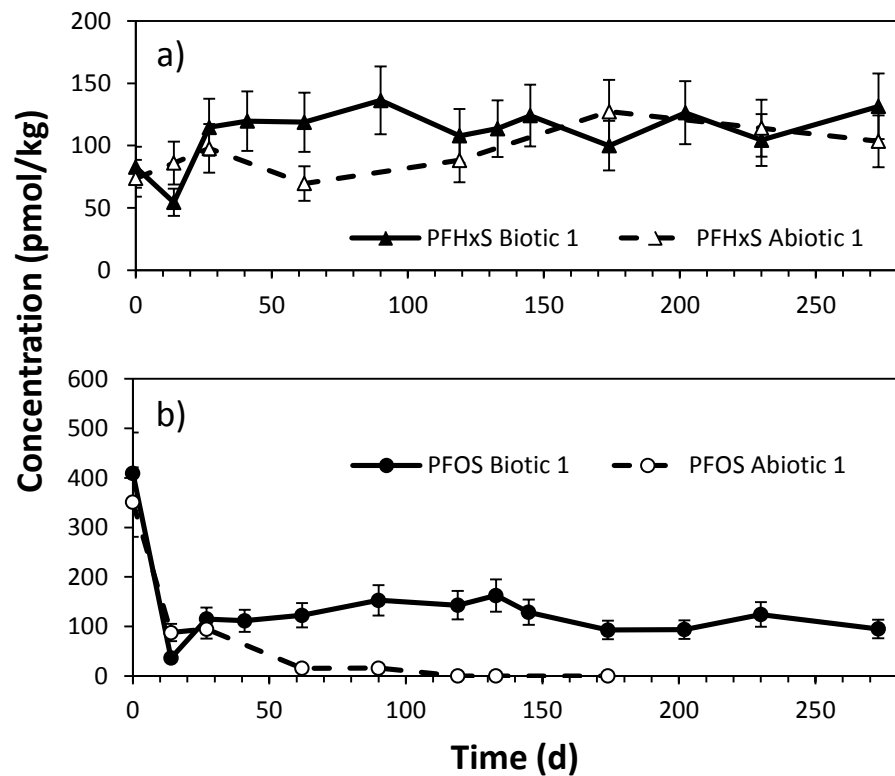 Concentration (pmol/kg)
a)
200
150
100
50
0
PFHxS Biotic 1 PFHxS Abiotic 1
0 50 100 150 200 250
b)
600
500
400
300
200
100
0
PFOS Biotic 1 PFOS Abiotic 1
0 50 100 150 200 250
Time (d)